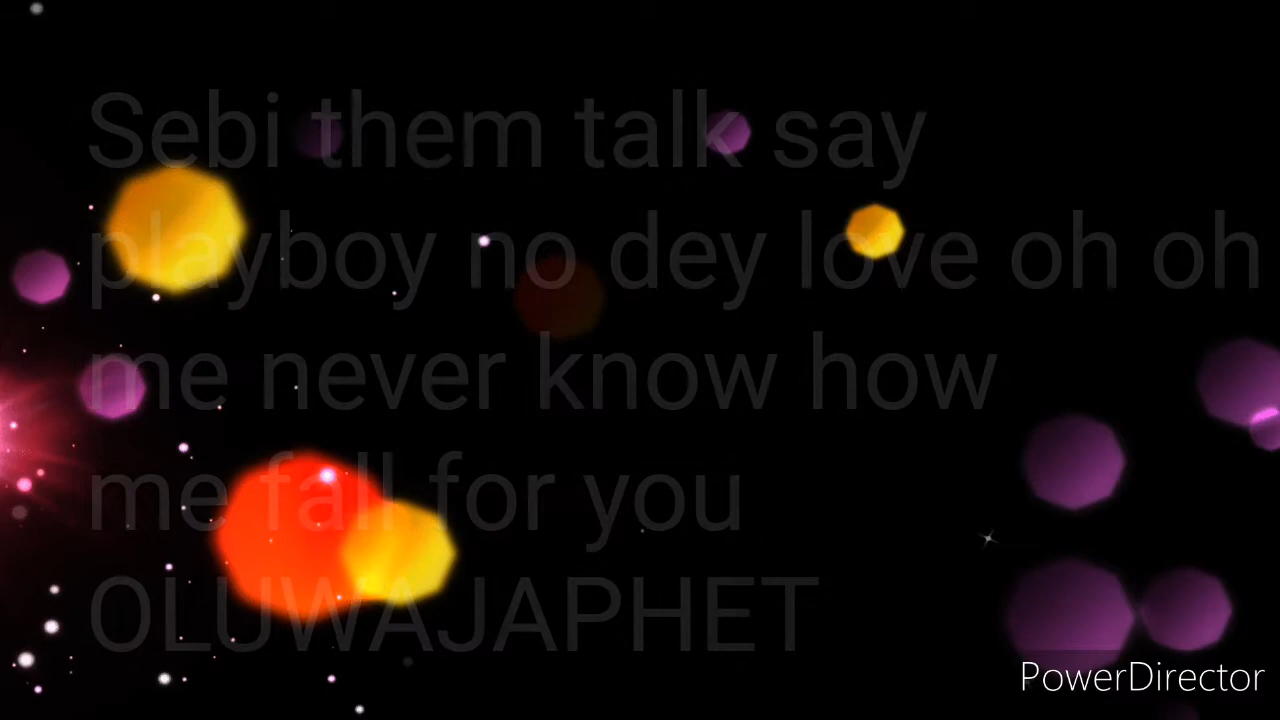 Sebi them talk say
playboy no dey love oh oh
me never know how
me fall for you
OLUWAJAPHET
PowerDirector